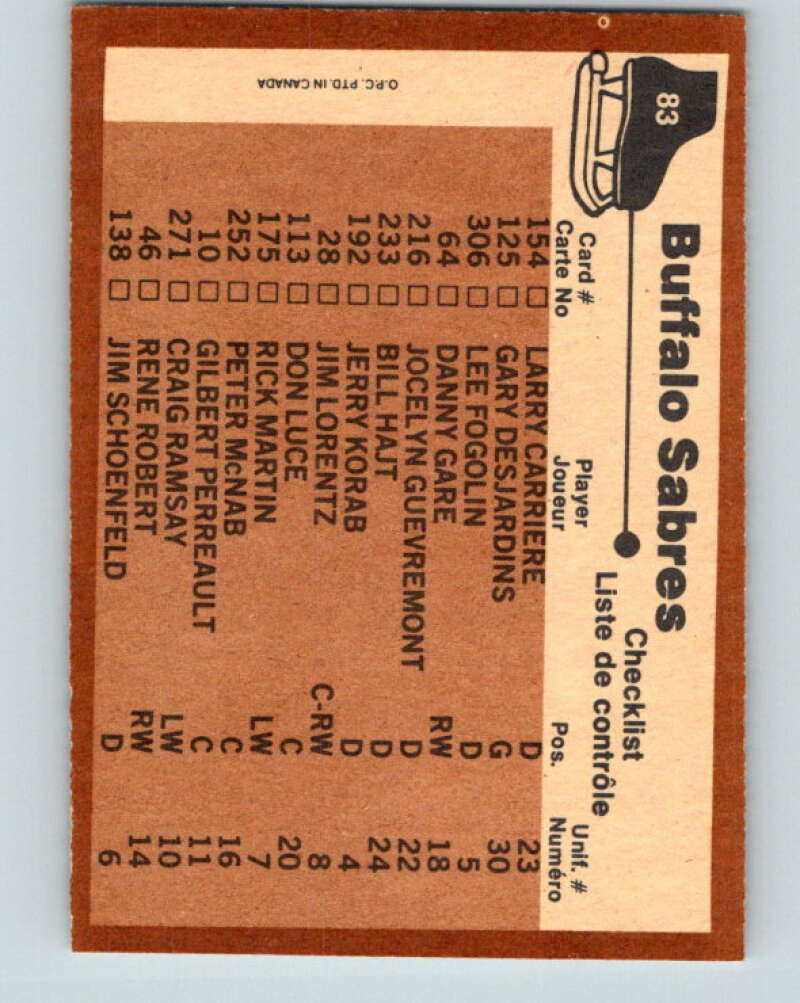 83
Buffalo Sabres
Checklist
Liste de contrôle
Card # Player Pos. Unif. #
Carte No Joueur Numéro
154 □ LARRY CARRIERE D 23
125 □ GARY DESJARDINS G 30
306 □ LEE FOGOLIN D 5
64 □ DANNY GARE RW 18
216 □ JOCELYN GUEVREMONT D 22
233 □ BILL HAJT D 24
192 □ JERRY KORAB D 4
28 □ JIM LORENTZ C-RW 8
113 □ DON LUCE C 20
175 □ RICK MARTIN LW 7
252 □ PETER McNAB C 16
10 □ GILBERT PERREAULT C 11
271 □ CRAIG RAMSAY LW 10
46 □ RENE ROBERT RW 14
138 □ JIM SCHOENFELD D 6
O.P.C. PTD. IN CANADA